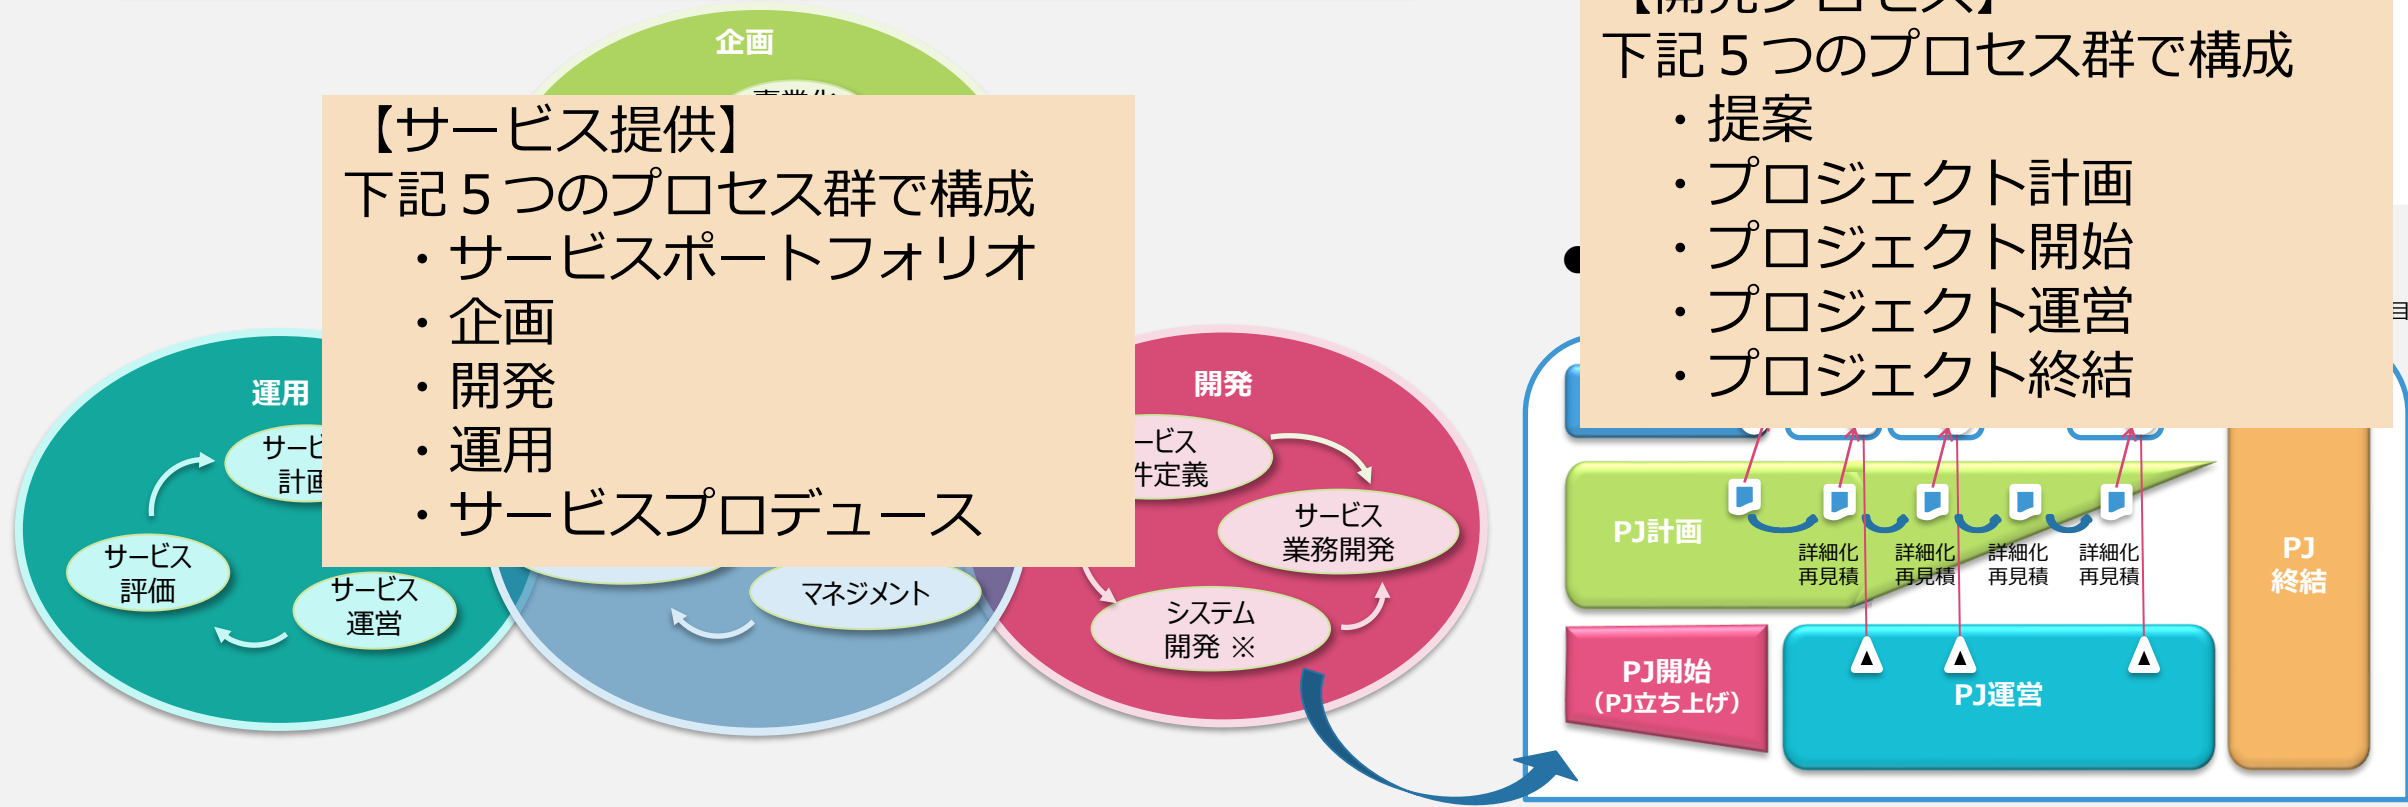 企画
【サービス提供】
下記５つのプロセス群で構成
・サービスポートフォリオ
・企画
・開発
・運用
・サービスプロデュース
運用
サービス
評価
サービス
運営
マネジメント
開発
サービス
業務開発
システム
開発 ※
下記５つのプロセス群で構成
・提案
・プロジェクト計画
・プロジェクト開始
・プロジェクト運営
・プロジェクト終結
PJ計画
詳細化
再見積
詳細化
再見積
詳細化
再見積
詳細化
再見積
PJ開始
（PJ立ち上げ）
PJ運営
PJ
終結